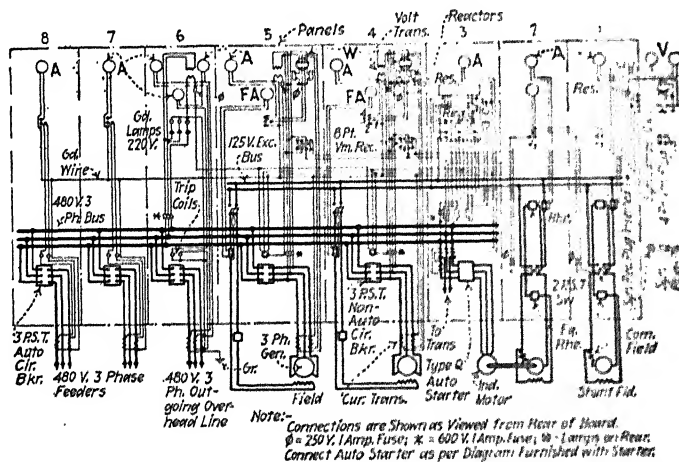 Panels
Volt
Trans.
Reactors
8
7
6
5
W
4
3
2
1
V
A
A
A
A
A
A
A
FA
FA
Gd.
Lamps
220V.
125 V. Exc.
Bus
8 Pt.
Vm. Rec.
Res.
Res.
Gd.
Wire
480 V. 3
Ph. Bus
Trip
Coils
Rhe.
3 P.S.T.
Auto
Cir.
Bkr.
3 Ph.
Gen.
3 P.S.T.
Non-
Auto
Cir.
Bkr.
To
Trans
2 P.S.T.
Sw
480 V. 3 Phase
Feeders
480 V. 3
Ph. Out-
going Over-
head Line
Gr.
Field
Cur. Trans.
Type Q
Auto
Starter
Ind.
Motor
Rhe.
Com.
Field
Shunt Fld.
Note:-
Connections are Shown as Viewed from Rear of Board.
ϕ = 250 V. 1 Amp. Fuse; * = 600 V. 1 Amp. Fuse; W - Lamps on Rear.
Connect Auto Starter as per Diagram Furnished with Starter.